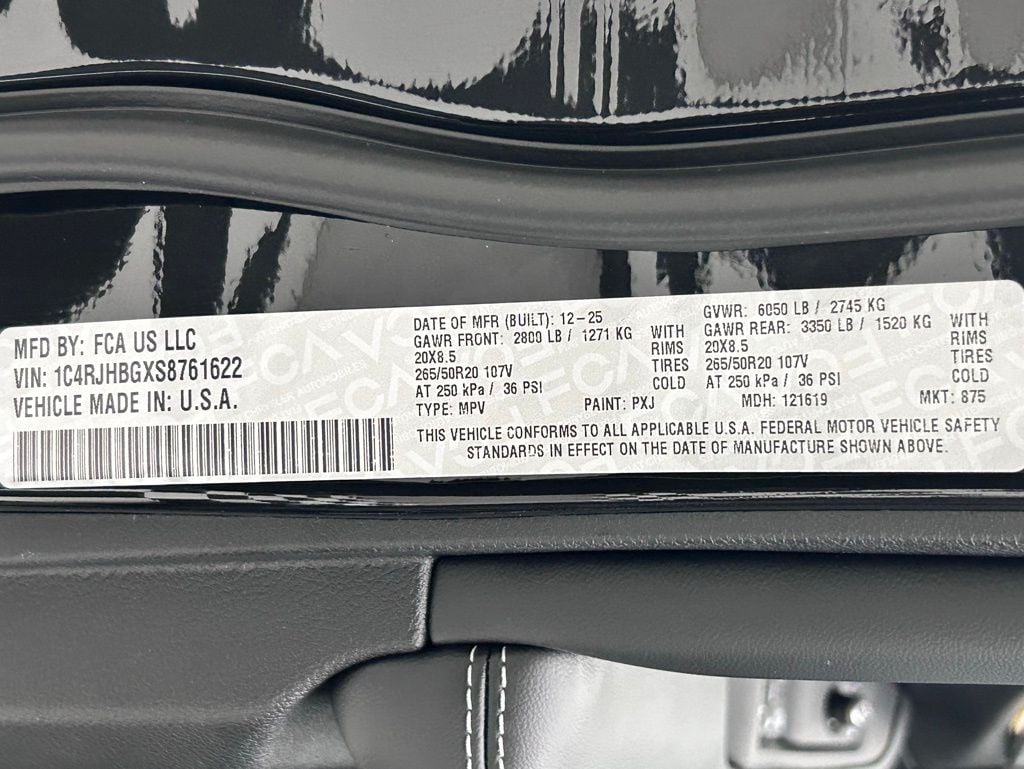 MFD BY: FCA US LLC
VIN: 1C4RJHBGXS8761622
VEHICLE MADE IN: U.S.A.
DATE OF MFR (BUILT): 12-25
GAWR FRONT: 2800 LB / 1271 KG WITH
20X8.5 RIMS
265/50R20 107V TIRES
AT 250 kPa / 36 PSI COLD
TYPE: MPV PAINT: PXJ
GVWR: 6050 LB / 2745 KG
GAWR REAR: 3350 LB / 1520 KG WITH
20X8.5 RIMS
265/50R20 107V TIRES
AT 250 kPa / 36 PSI COLD
MDH: 121619 MKT: 875
THIS VEHICLE CONFORMS TO ALL APPLICABLE U.S.A. FEDERAL MOTOR VEHICLE SAFETY
STANDARDS IN EFFECT ON THE DATE OF MANUFACTURE SHOWN ABOVE.